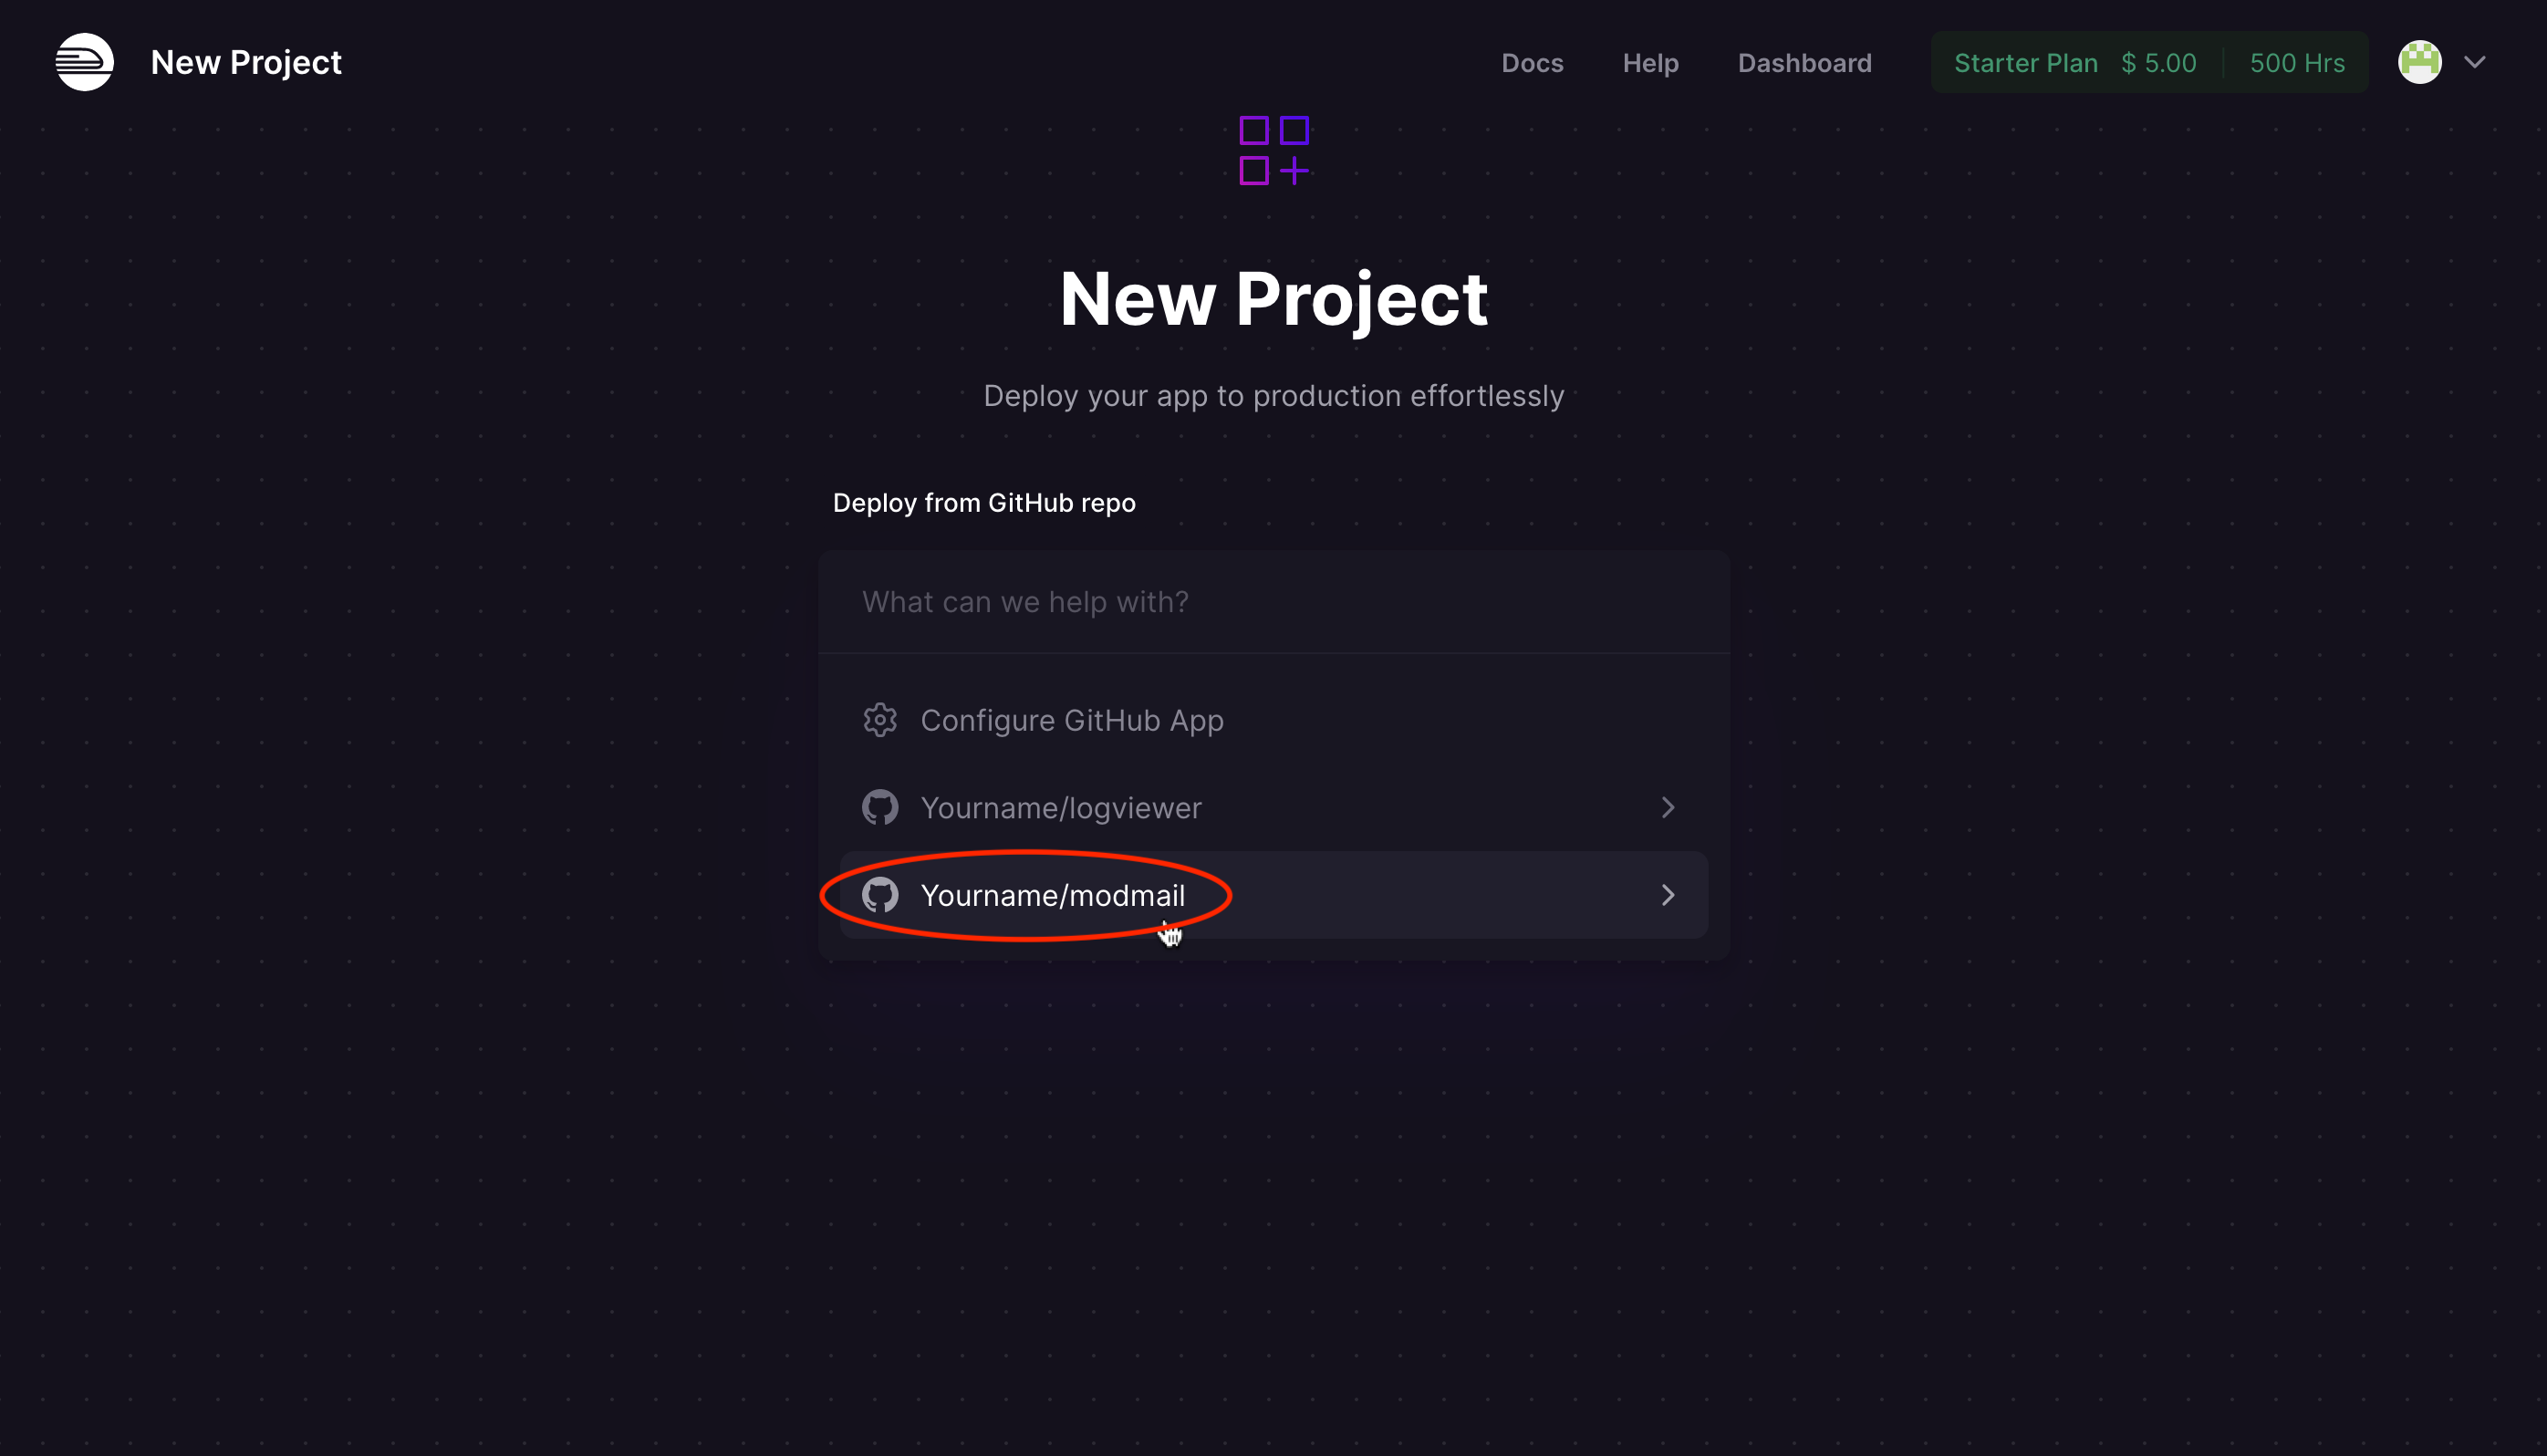 New Project
Docs Help Dashboard Starter Plan $ 5.00 500 Hrs
New Project
Deploy your app to production effortlessly
Deploy from GitHub repo
What can we help with?
Configure GitHub App
Yourname/logviewer
Yourname/modmail